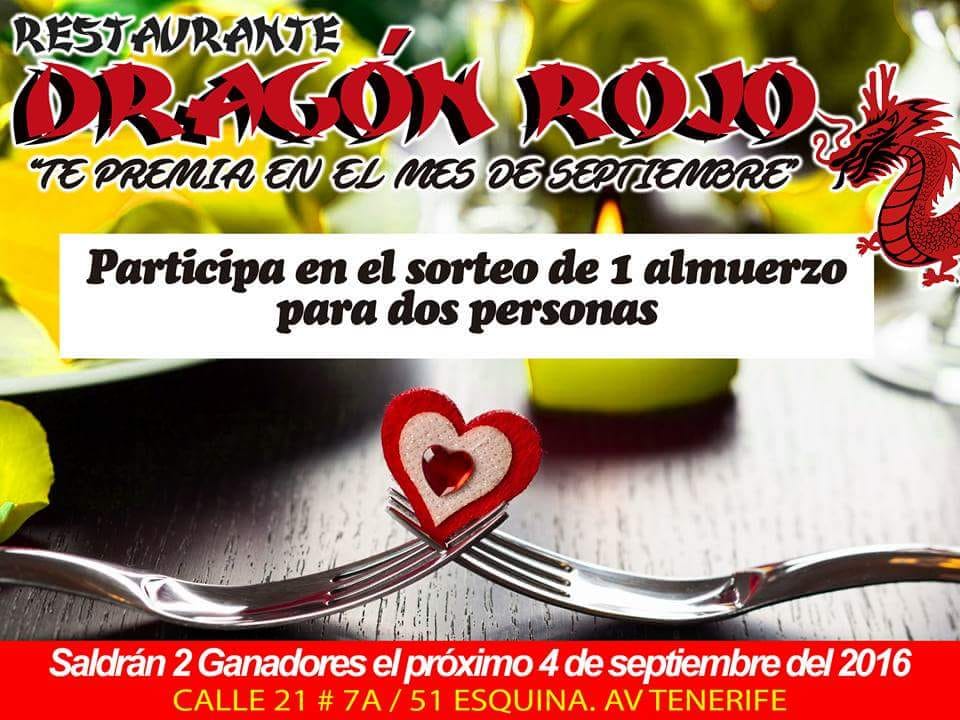 RESTAURANTE
DRAGÓN ROJO
"TE PREMIA EN EL MES DE SEPTIEMBRE"
Participa en el sorteo de 1 almuerzo
para dos personas
Saldrán 2 Ganadores el próximo 4 de septiembre del 2016
CALLE 21 # 7A / 51 ESQUINA. AV TENERIFE